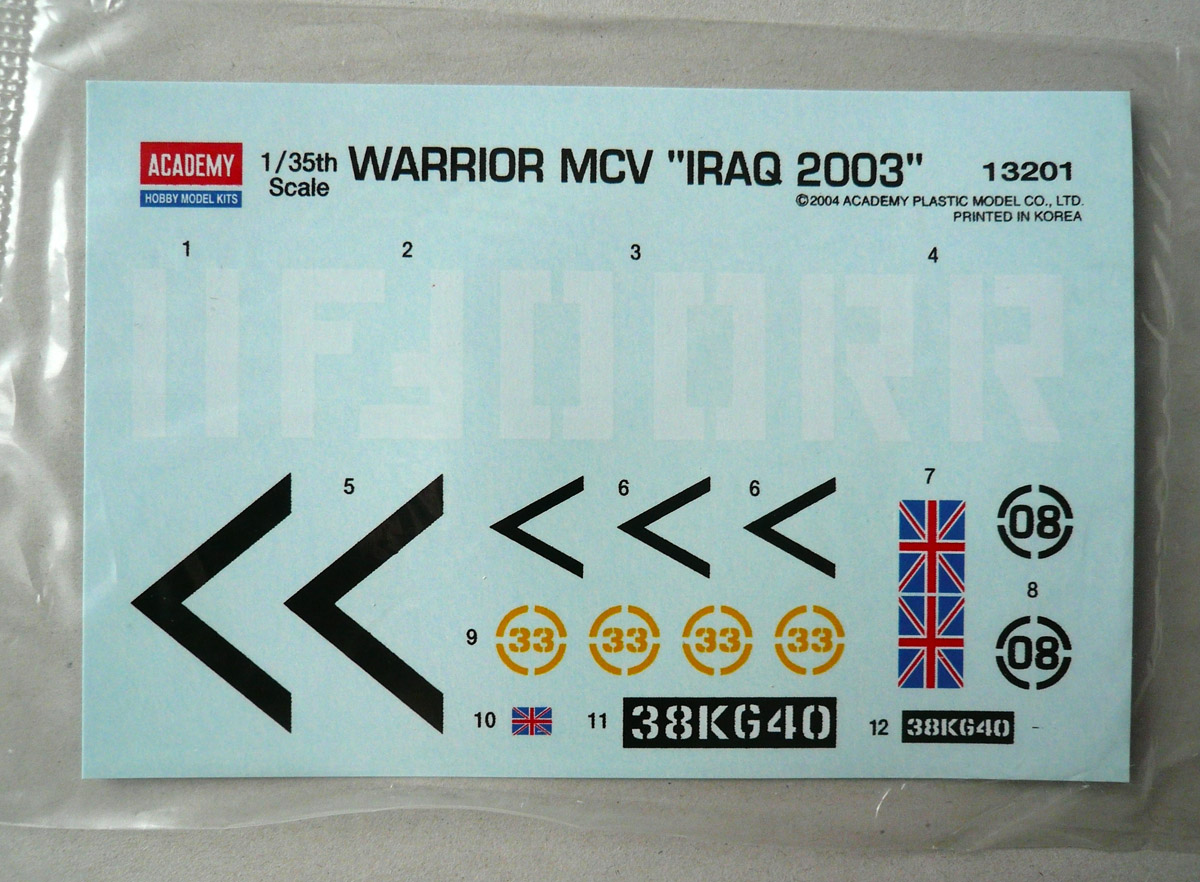 ACADEMY
HOBBY MODEL KITS
1/35th
Scale
WARRIOR MCV "IRAQ 2003"
13201
©2004 ACADEMY PLASTIC MODEL CO., LTD.
PRINTED IN KOREA
1 2 3 4
I I F F 0 0 R R
5 6 6 7
08
8
9 33 33 33 33
08
10 11 38KG40 12 38KG40